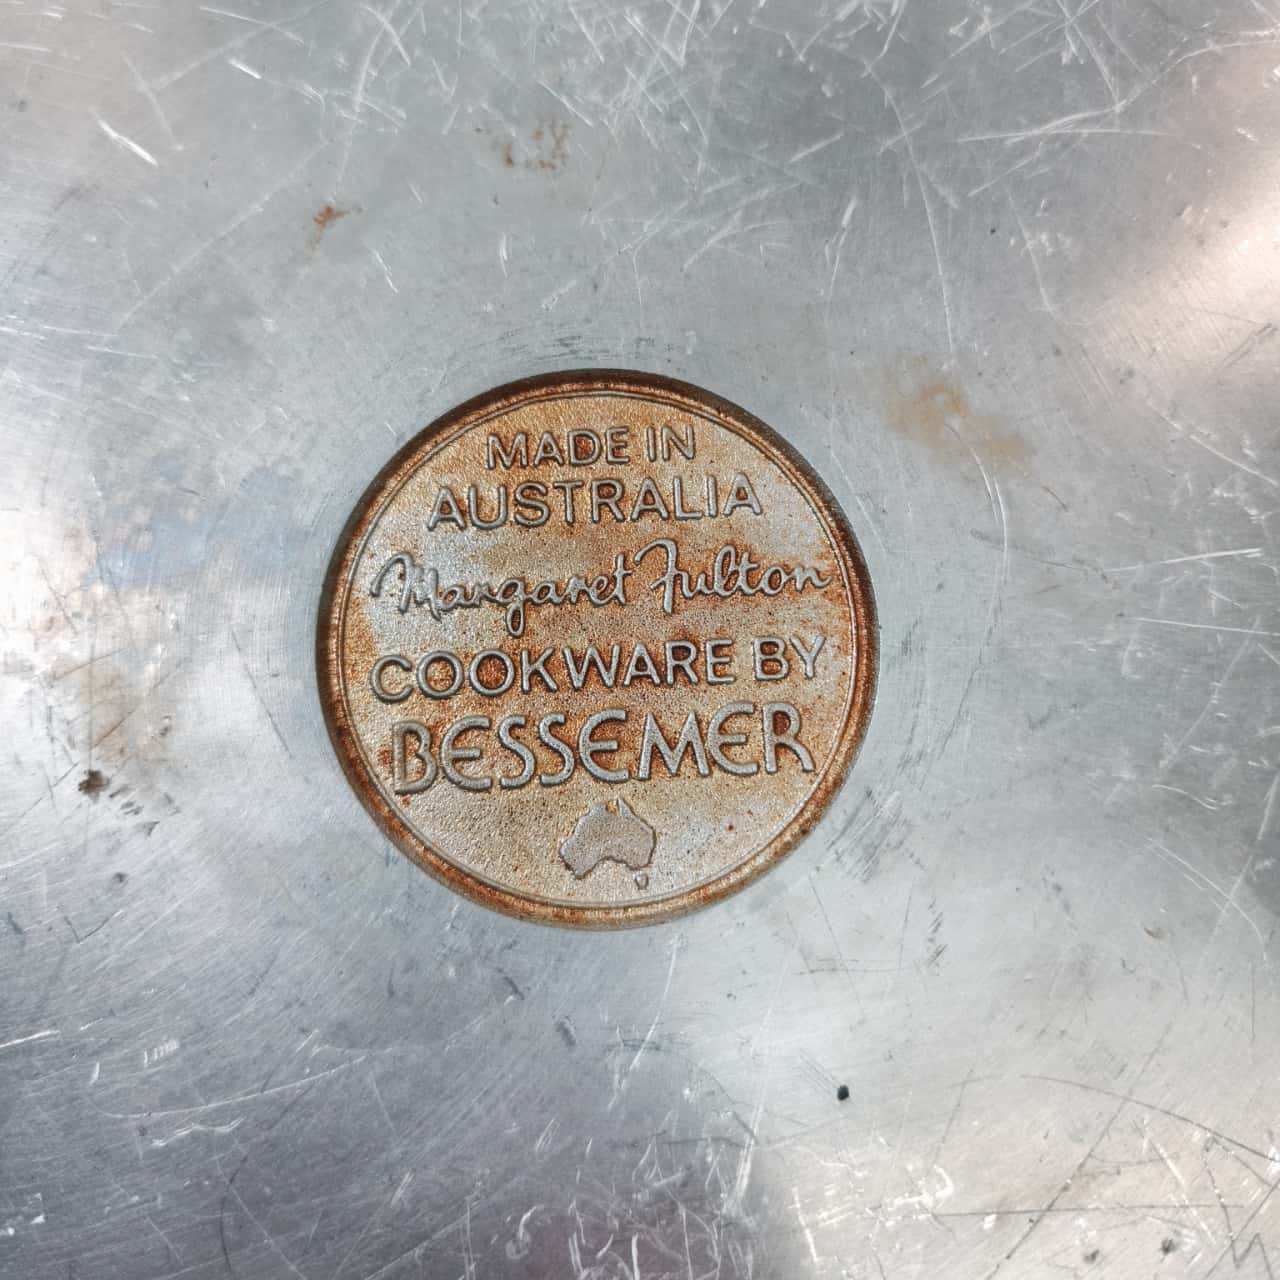 MADE IN
AUSTRALIA
Margaret Fulton
COOKWARE BY
BESSEMER